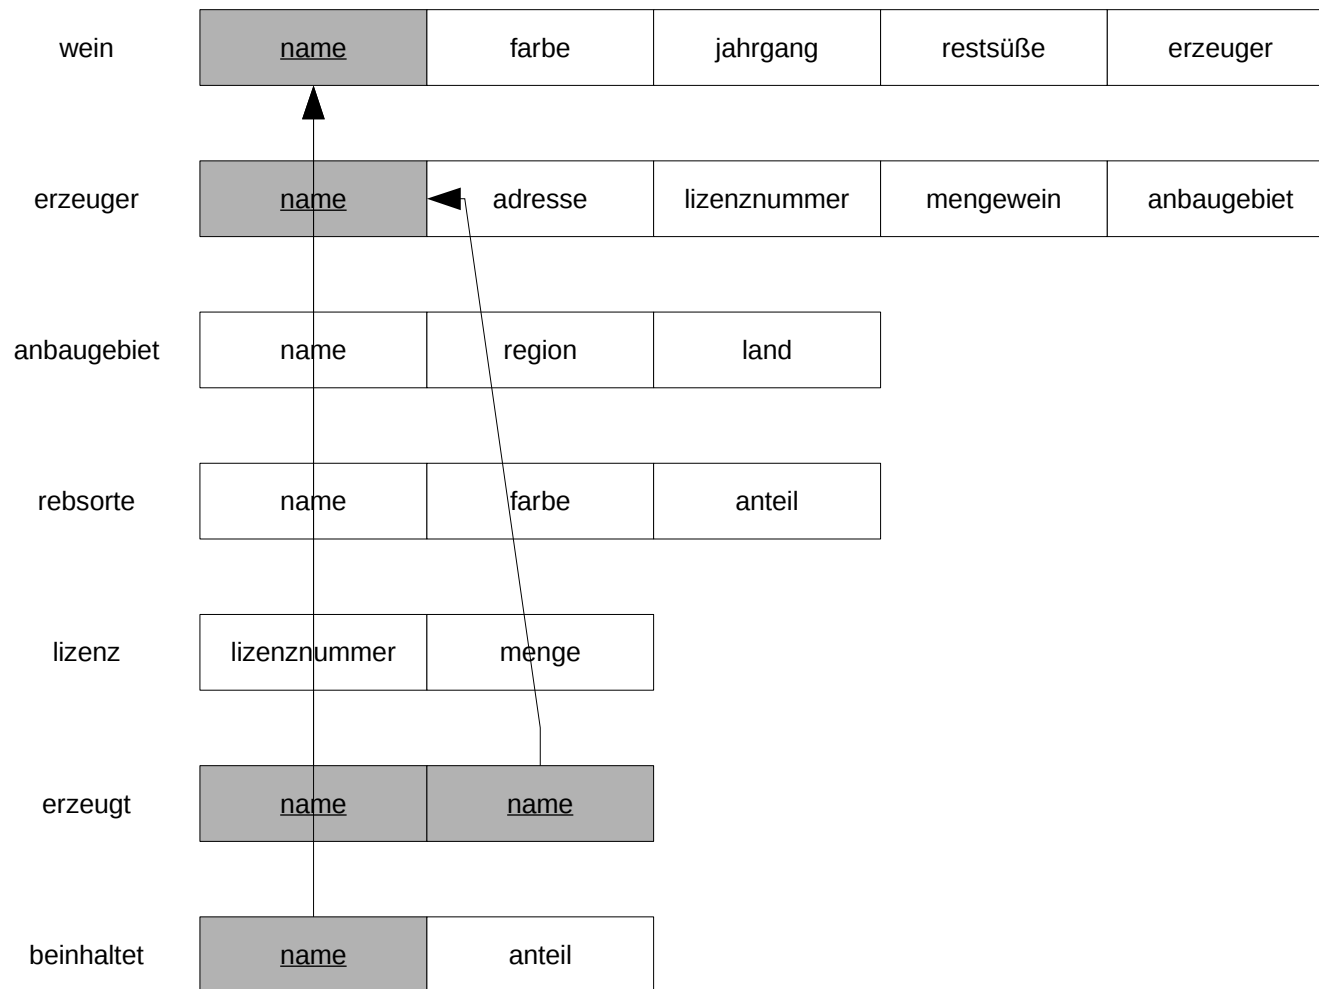 wein name farbe jahrgang restsüße erzeuger
erzeuger name adresse lizenznummer mengewein anbaugebiet
anbaugebiet name region land
rebsorte name farbe anteil
lizenz lizenznummer menge
erzeugt name name
beinhaltet name anteil